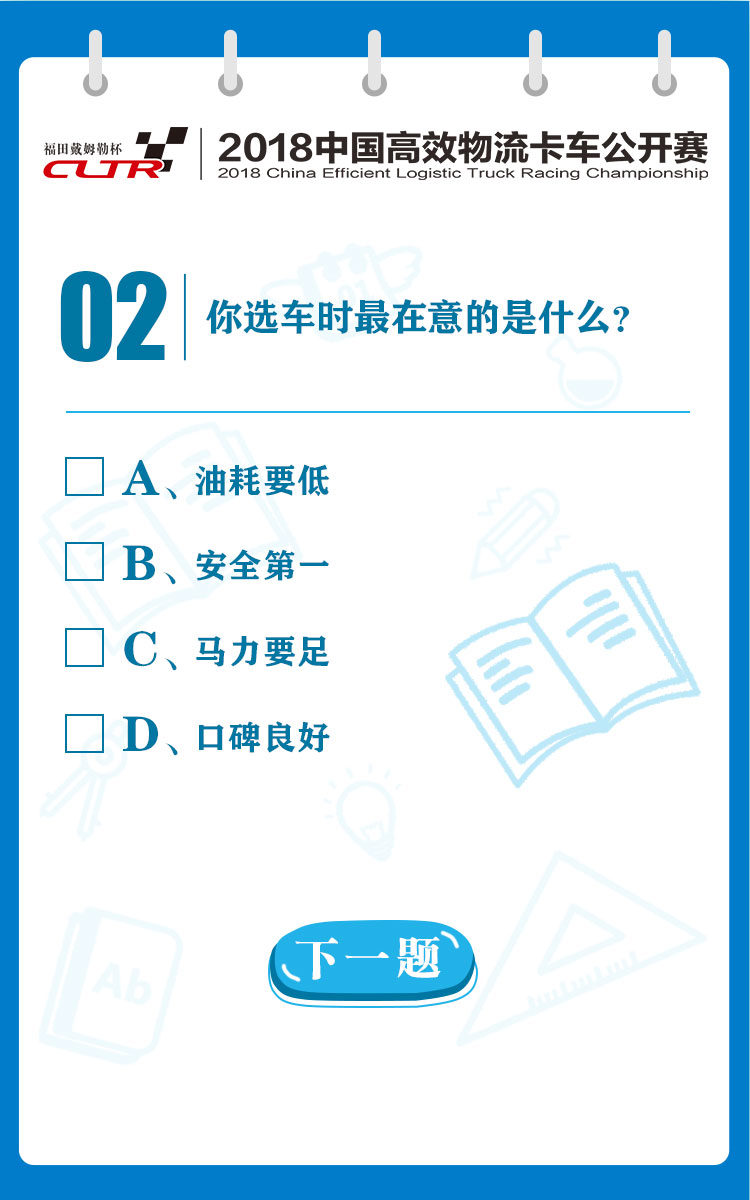 福田戴姆勒杯
CLTR
2018中国高效物流卡车公开赛
2018 China Efficient Logistic Truck Racing Championship
01
02
你选车时最在意的是什么?
A、油耗要低
B、安全第一
C、马力要足
D、口碑良好
Ab
下一题